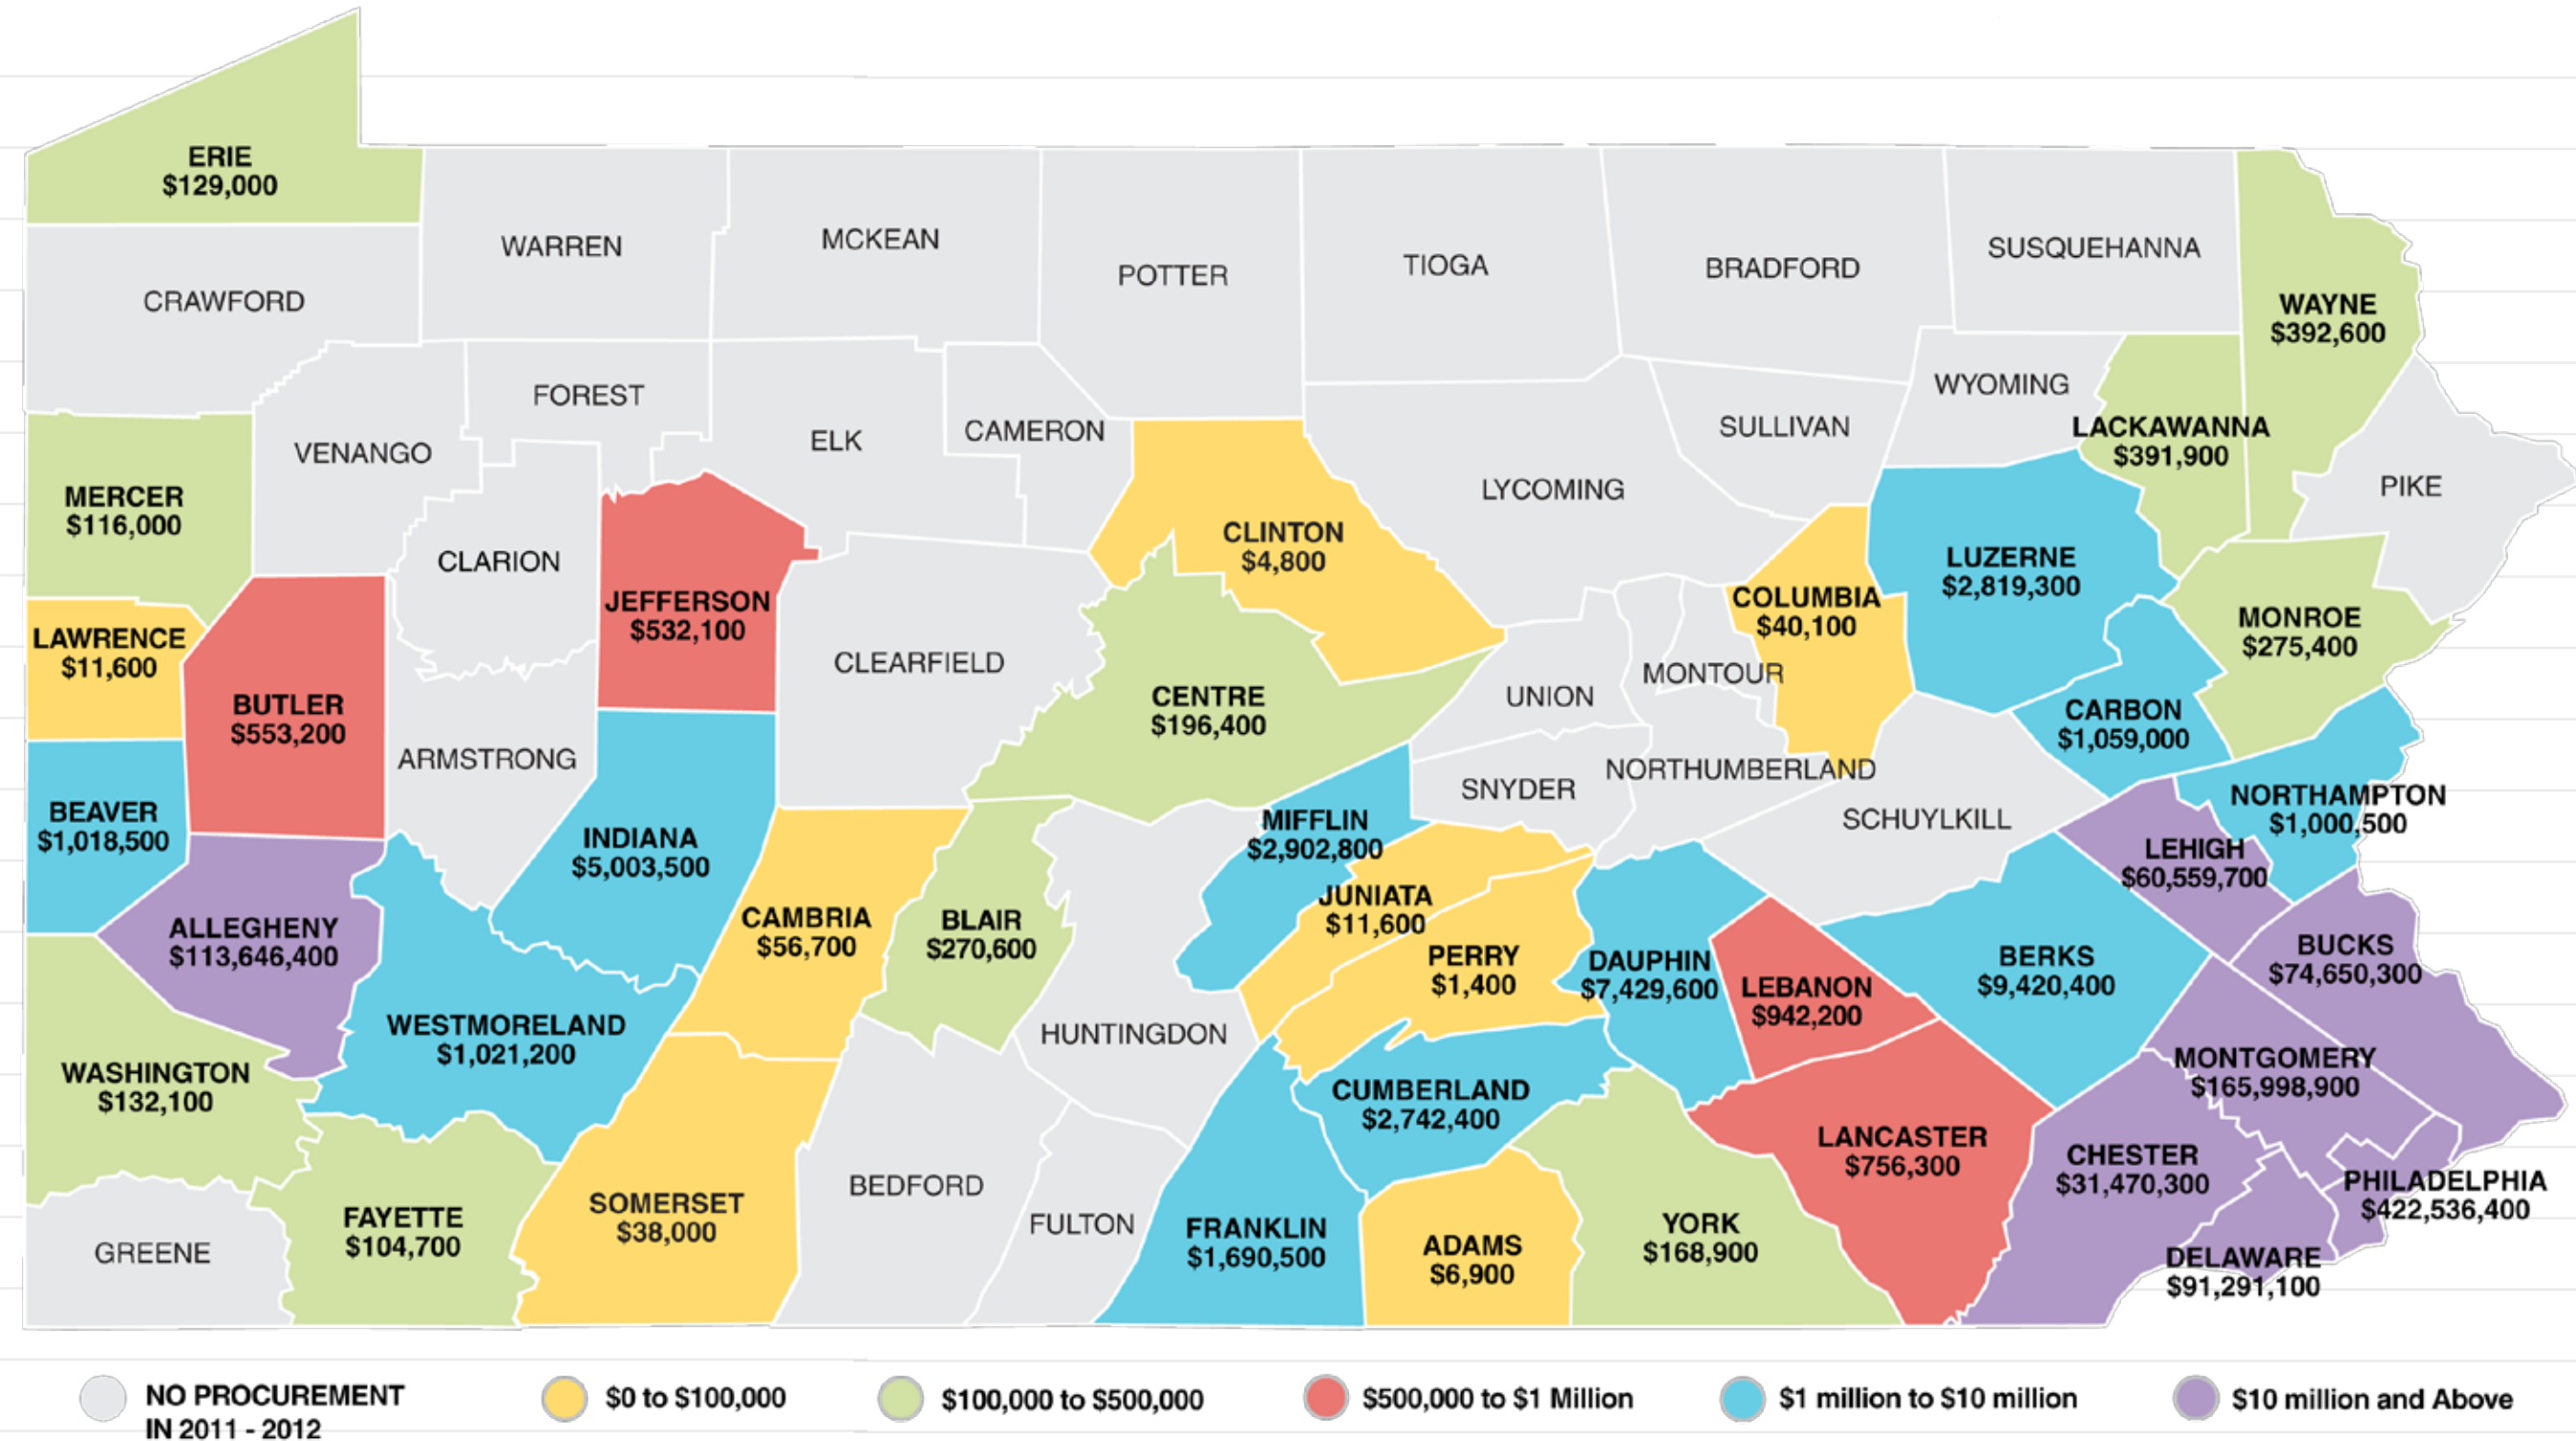 ERIE
$129,000
WARREN
MCKEAN
POTTER
TIOGA
BRADFORD
SUSQUEHANNA
WAYNE
$392,600
CRAWFORD
FOREST
ELK
CAMERON
WYOMING
SULLIVAN
LACKAWANNA
$391,900
VENANGO
PIKE
MERCER
$116,000
CLARION
LYCOMING
CLINTON
$4,800
LUZERNE
$2,819,300
JEFFERSON
$532,100
COLUMBIA
$40,100
MONROE
$275,400
LAWRENCE
$11,600
BUTLER
$553,200
CLEARFIELD
CENTRE
$196,400
UNION
MONTOUR
CARBON
$1,059,000
ARMSTRONG
SNYDER
NORTHUMBERLAND
NORTHAMPTON
$1,000,500
BEAVER
$1,018,500
INDIANA
$5,003,500
MIFFLIN
$2,902,800
SCHUYLKILL
LEHIGH
$60,559,700
ALLEGHENY
$113,646,400
CAMBRIA
$56,700
BLAIR
$270,600
JUNIATA
$11,600
PERRY
$1,400
DAUPHIN
$7,429,600
LEBANON
$942,200
BERKS
$9,420,400
BUCKS
$74,650,300
WESTMORELAND
$1,021,200
HUNTINGDON
WASHINGTON
$132,100
CUMBERLAND
$2,742,400
MONTGOMERY
$165,998,900
LANCASTER
$756,300
CHESTER
$31,470,300
PHILADELPHIA
$422,536,400
GREENE
FAYETTE
$104,700
SOMERSET
$38,000
BEDFORD
FULTON
FRANKLIN
$1,690,500
ADAMS
$6,900
YORK
$168,900
DELAWARE
$91,291,100
NO PROCUREMENT
IN 2011 - 2012
$0 to $100,000
$100,000 to $500,000
$500,000 to $1 Million
$1 million to $10 million
$10 million and Above